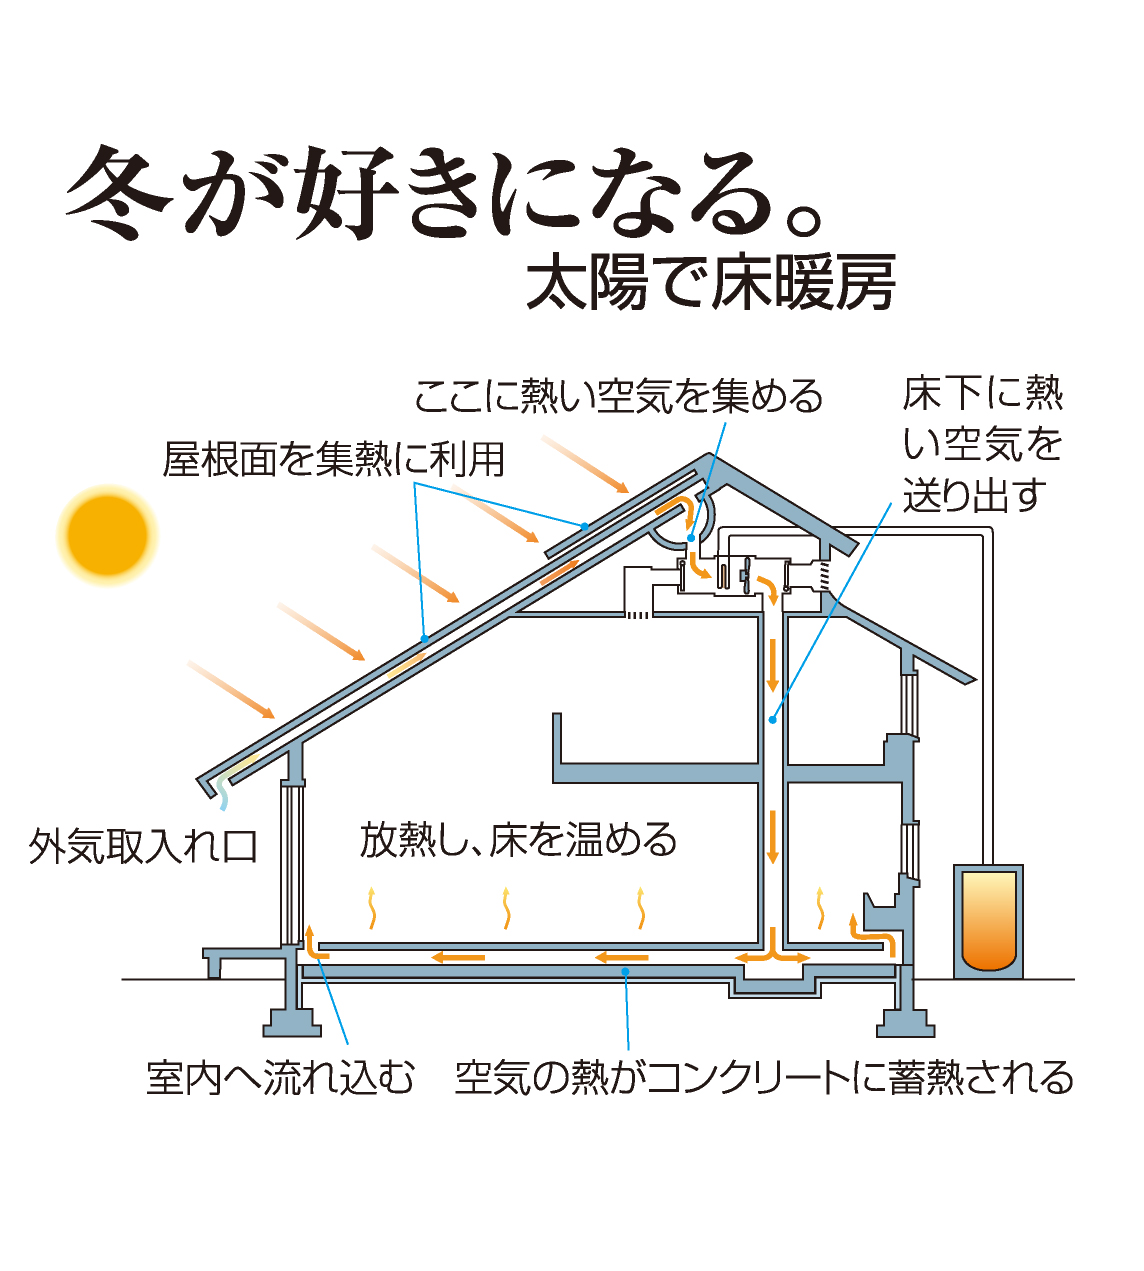 冬が好きになる。
太陽で床暖房
ここに熱い空気を集める
床下に熱
い空気を
送り出す
屋根面を集熱に利用
外気取入れ口
放熱し、床を温める
室内へ流れ込む
空気の熱がコンクリートに蓄熱される